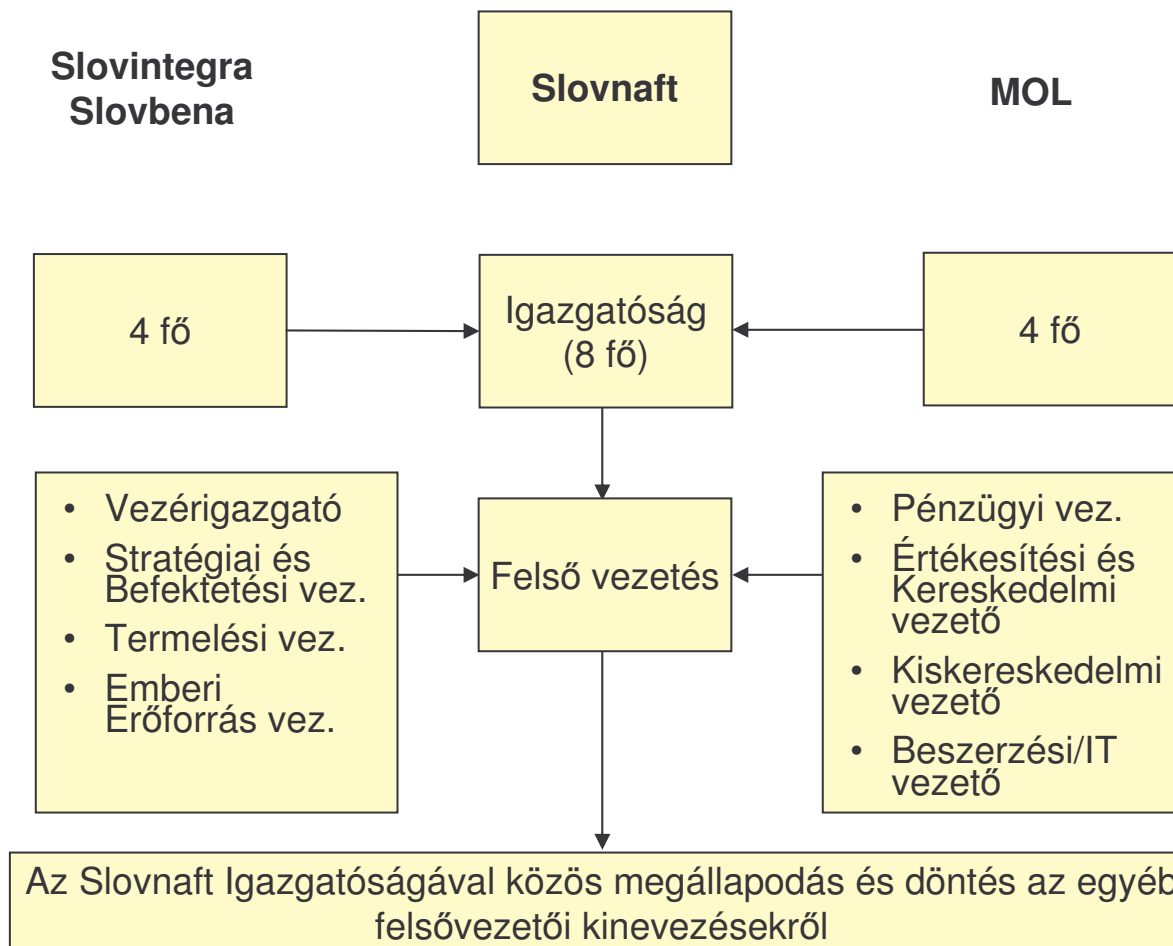 Slovintegra
Slovbena
Slovnaft
MOL
4 fő
Igazgatóság
(8 fő)
4 fő
• Vezérigazgató
• Stratégiai és
Befektetési vez.
• Termelési vez.
• Emberi
Erőforrás vez.
Felső vezetés
• Pénzügyi vez.
• Értékesítési és
Kereskedelmi
vezető
• Kiskereskedelmi
vezető
• Beszerzési/IT
vezető
Az Slovnaft Igazgatóságával közös megállapodás és döntés az egyéb
felsővezetői kinevezésekről